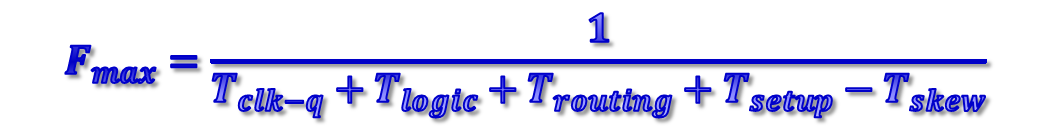 F_max = 1 / (T_clk−q + T_logic + T_routing + T_setup − T_skew)